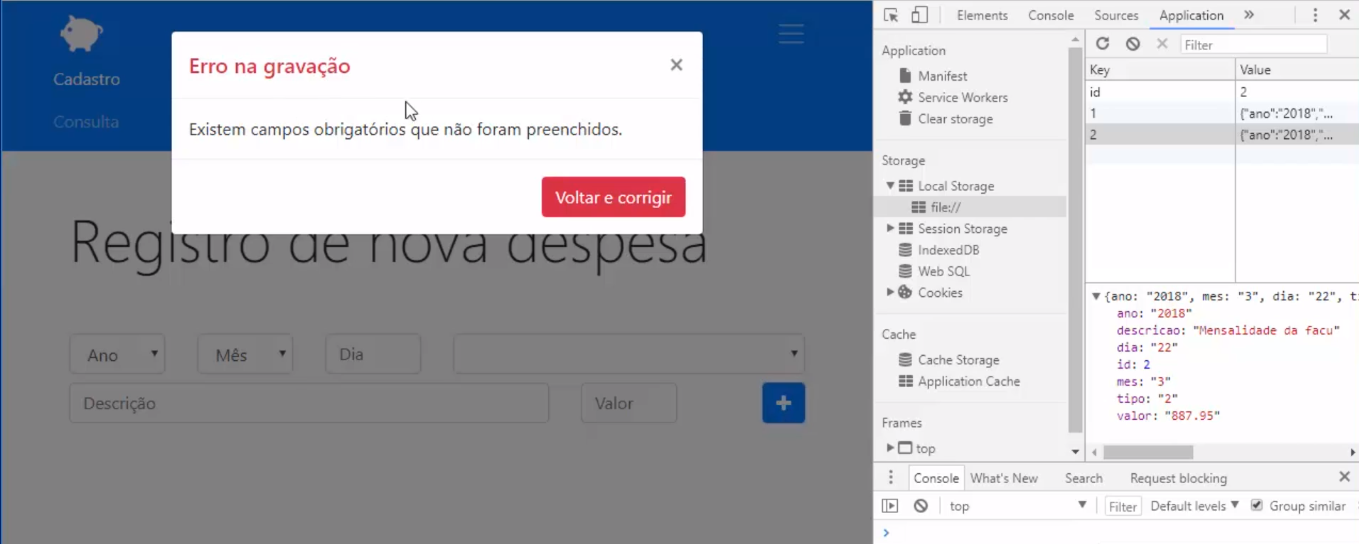 Cadastro
Consulta
Erro na gravação
×
Existem campos obrigatórios que não foram preenchidos.
Voltar e corrigir
Registro de nova despesa
Ano
Mês
Dia
Descrição
Valor
+
Elements Console Sources Application »
Application
Manifest
Service Workers
Clear storage
Storage
Local Storage
file://
Session Storage
IndexedDB
Web SQL
Cookies
Cache
Cache Storage
Application Cache
Frames
top
Filter
Key Value
id 2
1 {"ano":"2018","...
2 {"ano":"2018","...
{ano: "2018", mes: "3", dia: "22", t
ano: "2018"
descricao: "Mensalidade da facu"
dia: "22"
id: 2
mes: "3"
tipo: "2"
valor: "887.95"
Console What's New Search Request blocking
top Filter Default levels Group similar